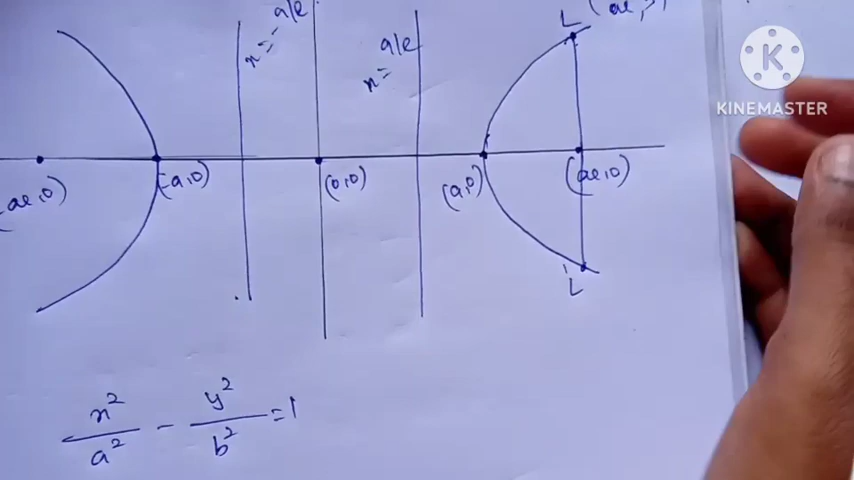 L (ae, 
x = -a/e
x = a/e
K
KINEMASTER
(-ae,0) (-a,0) (0,0) (a,0) (ae,0)
L'
x²/a² - y²/b² = 1